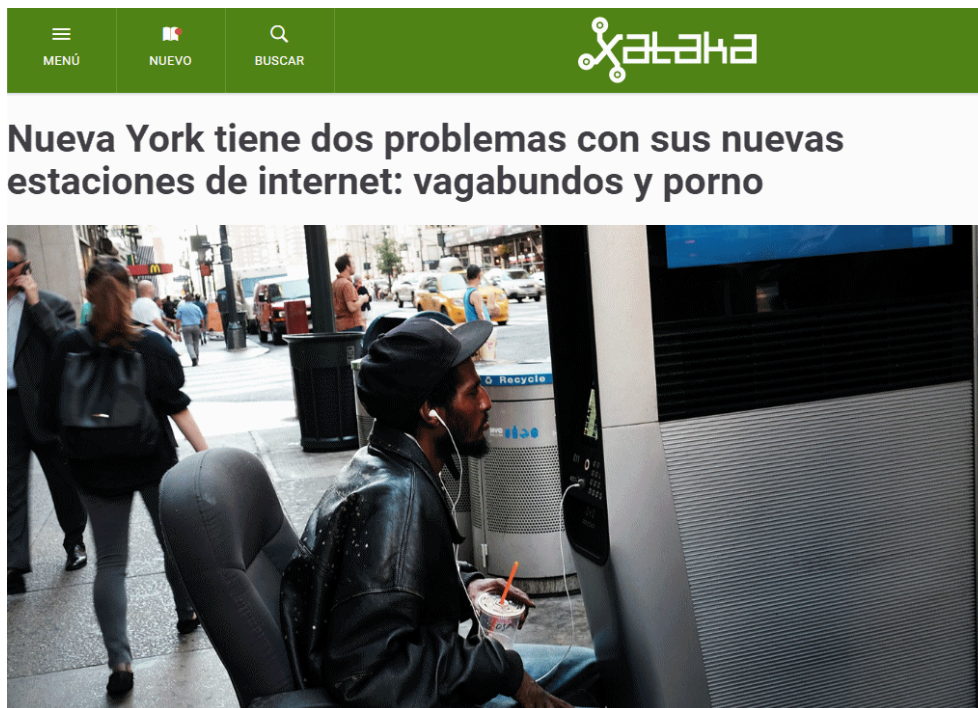 MENÚ
NUEVO
BUSCAR
xataka
Nueva York tiene dos problemas con sus nuevas
estaciones de internet: vagabundos y porno
Recycle